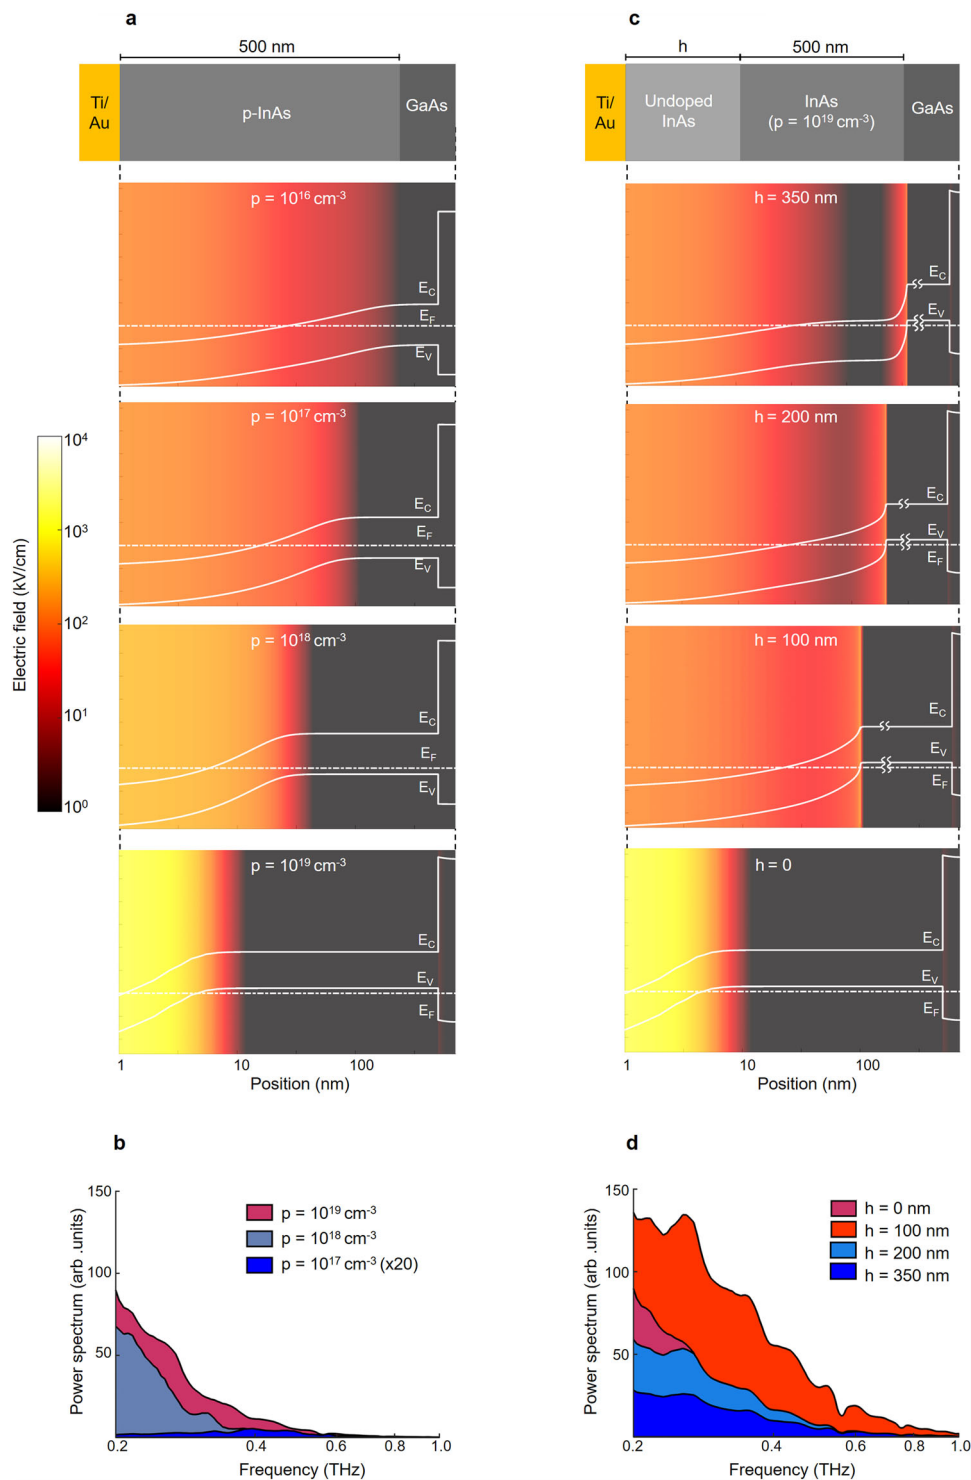 a
500 nm
Ti/
Au
p-InAs
GaAs
p = 10¹⁶ cm⁻³
E_C
E_F
E_V
p = 10¹⁷ cm⁻³
E_C
E_F
E_V
p = 10¹⁸ cm⁻³
E_C
E_F
E_V
p = 10¹⁹ cm⁻³
E_C
E_V
E_F
1
10
100
Position (nm)
Electric field (kV/cm)
10⁴
10³
10²
10¹
10⁰
c
h
500 nm
Ti/
Au
Undoped
InAs
InAs
(p = 10¹⁹ cm⁻³)
GaAs
h = 350 nm
E_C
E_V
E_F
h = 200 nm
E_C
E_V
E_F
h = 100 nm
E_C
E_V
E_F
h = 0
E_C
E_V
E_F
1
10
100
Position (nm)
b
Power spectrum (arb .units)
150
100
50
p = 10¹⁹ cm⁻³
p = 10¹⁸ cm⁻³
p = 10¹⁷ cm⁻³ (x20)
0.2
0.4
0.6
0.8
1.0
Frequency (THz)
d
Power spectrum (arb .units)
150
100
50
h = 0 nm
h = 100 nm
h = 200 nm
h = 350 nm
0.2
0.4
0.6
0.8
1.0
Frequency (THz)